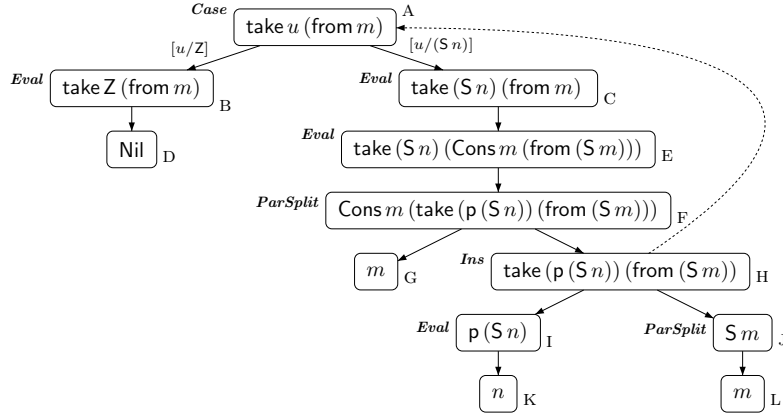 Case take u (from m) A
[u/Z] [u/(S n)]
Eval take Z (from m) B
Eval take (S n) (from m) C
Nil D
Eval take (S n) (Cons m (from (S m))) E
ParSplit Cons m (take (p (S n)) (from (S m))) F
m G
Ins take (p (S n)) (from (S m)) H
Eval p (S n) I
ParSplit S m J
n K
m L